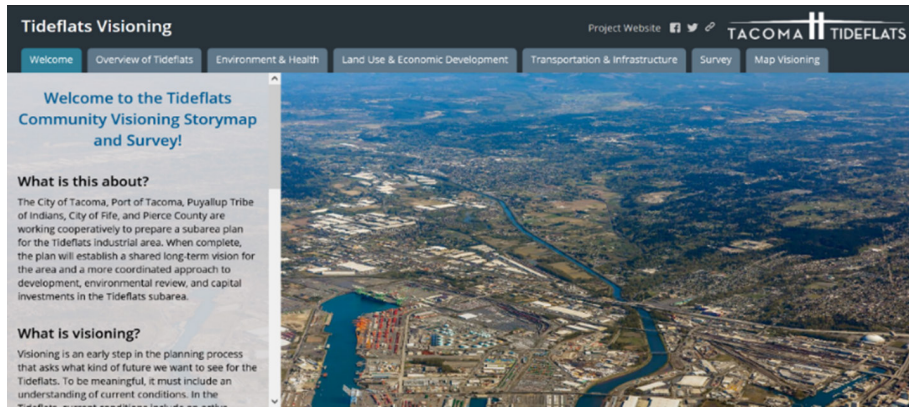 Tideflats Visioning
Project Website
TACOMA TIDEFLATS
Welcome
Overview of Tideflats
Environment & Health
Land Use & Economic Development
Transportation & Infrastructure
Survey
Map Visioning
Welcome to the Tideflats
Community Visioning Storymap
and Survey!
What is this about?
The City of Tacoma, Port of Tacoma, Puyallup Tribe
of Indians, City of Fife, and Pierce County are
working cooperatively to prepare a subarea plan
for the Tideflats industrial area. When complete,
the plan will establish a shared long-term vision for
the area and a more coordinated approach to
development, environmental review, and capital
investments in the Tideflats subarea.
What is visioning?
Visioning is an early step in the planning process
that asks what kind of future we want to see for the
Tideflats. To be meaningful, it must include an
understanding of current conditions. In the
Tideflats, current conditions include an active